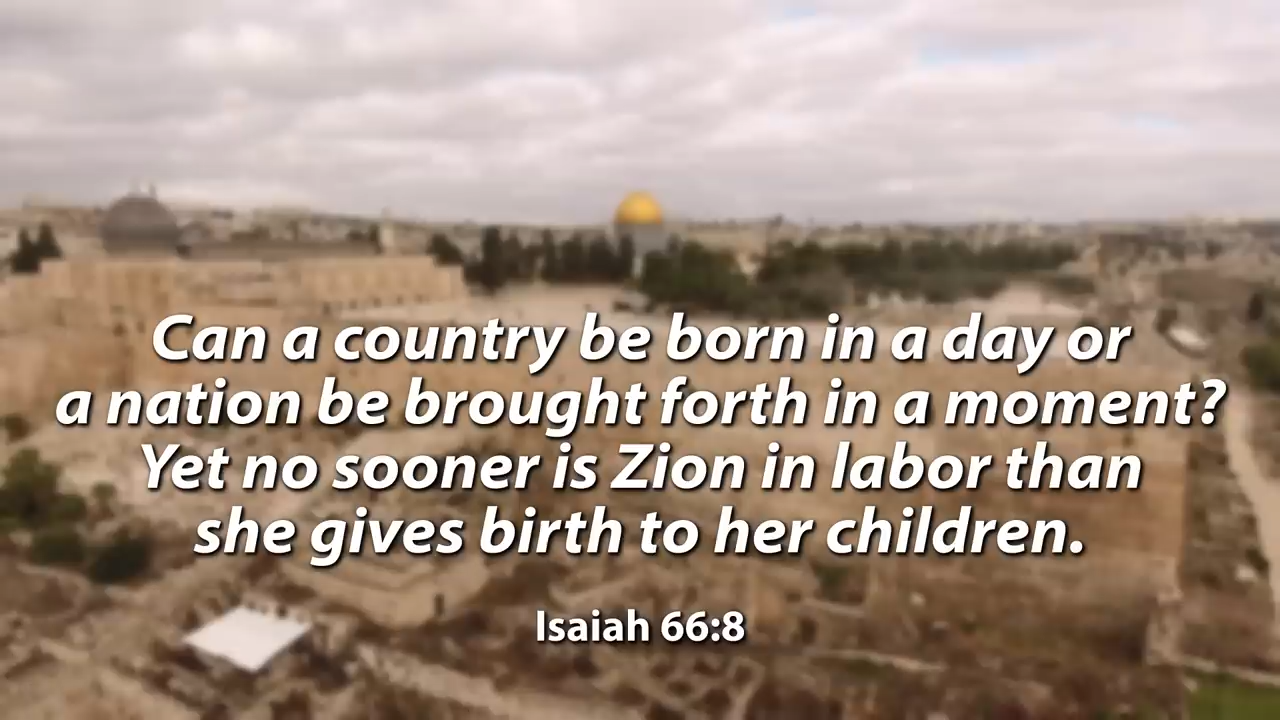 Can a country be born in a day or
a nation be brought forth in a moment?
Yet no sooner is Zion in labor than
she gives birth to her children.
Isaiah 66:8